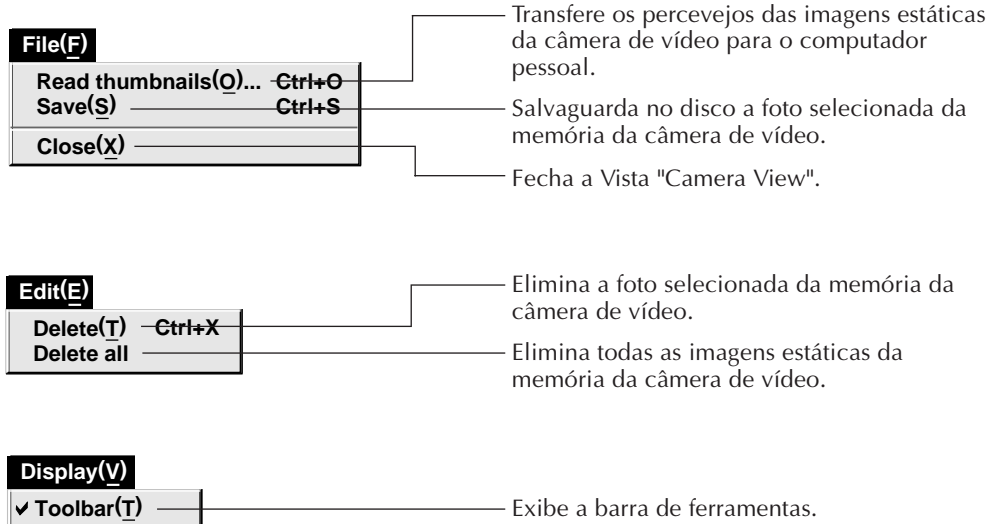 File(F)
Read thumbnails(O)... Ctrl+O
Save(S) Ctrl+S
Close(X)
Transfere os percevejos das imagens estáticas
da câmera de vídeo para o computador
pessoal.
Salvaguarda no disco a foto selecionada da
memória da câmera de vídeo.
Fecha a Vista "Camera View".
Edit(E)
Delete(T) Ctrl+X
Delete all
Elimina a foto selecionada da memória da
câmera de vídeo.
Elimina todas as imagens estáticas da
memória da câmera de vídeo.
Display(V)
✓ Toolbar(T)
Exibe a barra de ferramentas.